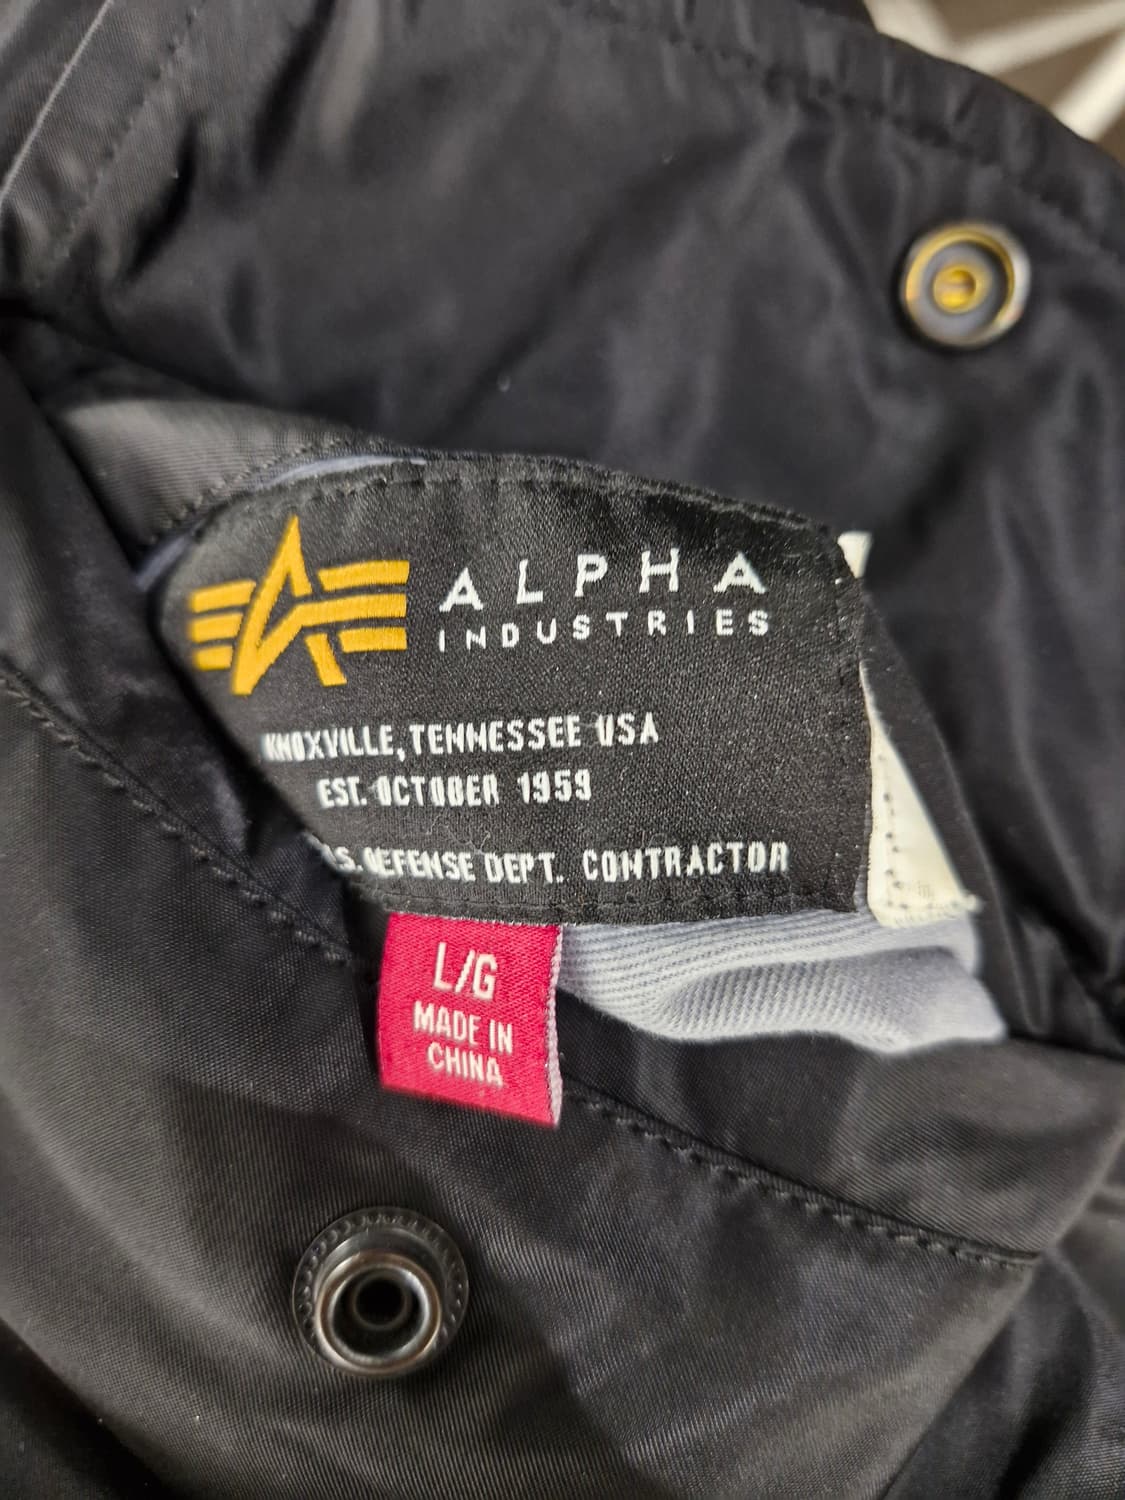 ALPHA
INDUSTRIES
KNOXVILLE, TENNESSEE USA
EST. OCTOBER 1959
.S. DEFENSE DEPT. CONTRACTOR
L/G
MADE IN
CHINA